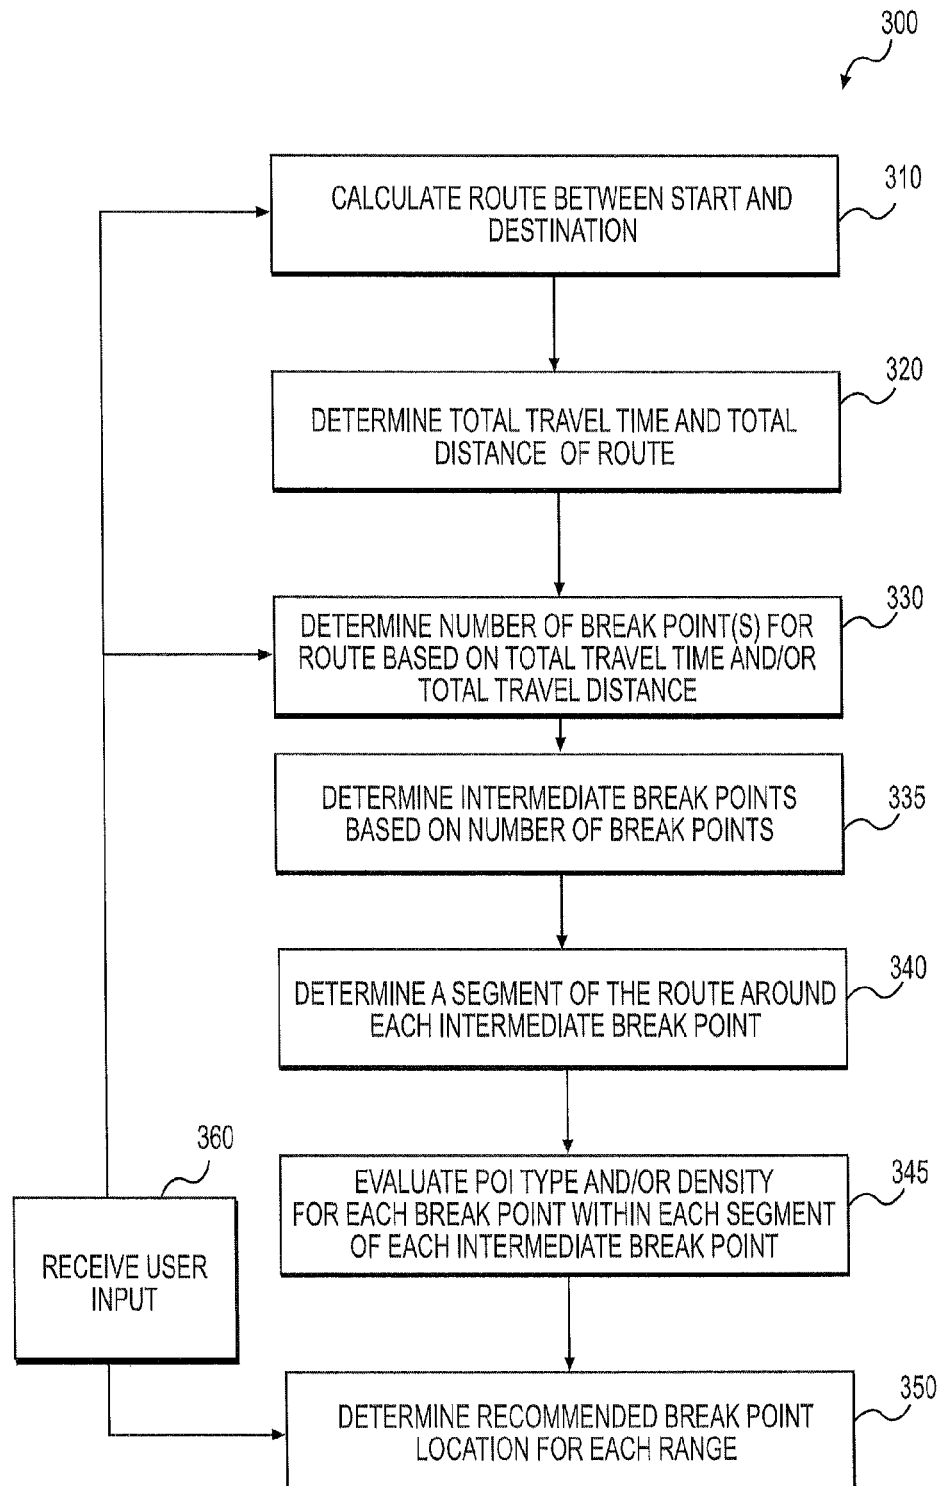 300
CALCULATE ROUTE BETWEEN START AND
DESTINATION
310
DETERMINE TOTAL TRAVEL TIME AND TOTAL
DISTANCE OF ROUTE
320
DETERMINE NUMBER OF BREAK POINT(S) FOR
ROUTE BASED ON TOTAL TRAVEL TIME AND/OR
TOTAL TRAVEL DISTANCE
330
DETERMINE INTERMEDIATE BREAK POINTS
BASED ON NUMBER OF BREAK POINTS
335
DETERMINE A SEGMENT OF THE ROUTE AROUND
EACH INTERMEDIATE BREAK POINT
340
EVALUATE POI TYPE AND/OR DENSITY
FOR EACH BREAK POINT WITHIN EACH SEGMENT
OF EACH INTERMEDIATE BREAK POINT
345
360
RECEIVE USER
INPUT
DETERMINE RECOMMENDED BREAK POINT
LOCATION FOR EACH RANGE
350